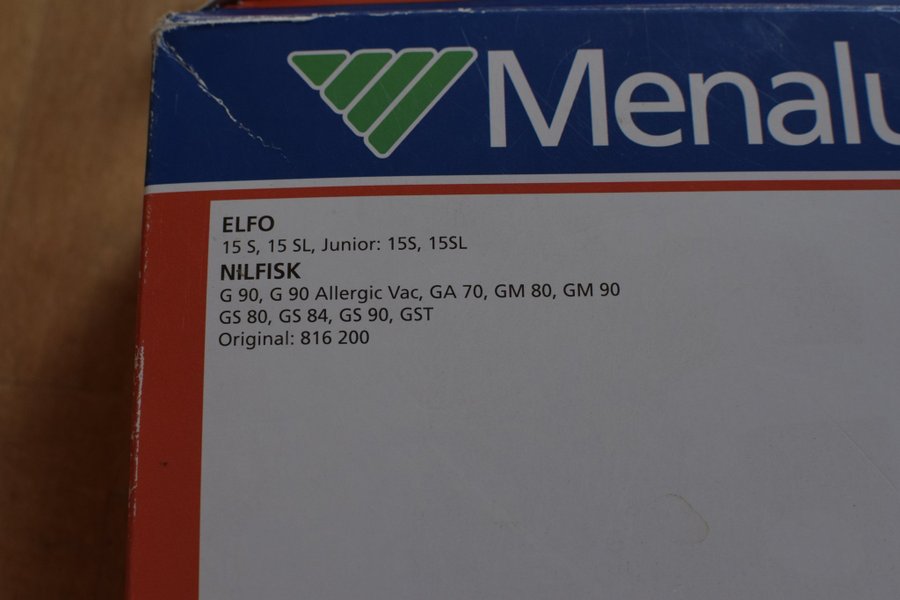 Menalu
ELFO
15 S, 15 SL, Junior: 15S, 15SL
NILFISK
G 90, G 90 Allergic Vac, GA 70, GM 80, GM 90
GS 80, GS 84, GS 90, GST
Original: 816 200